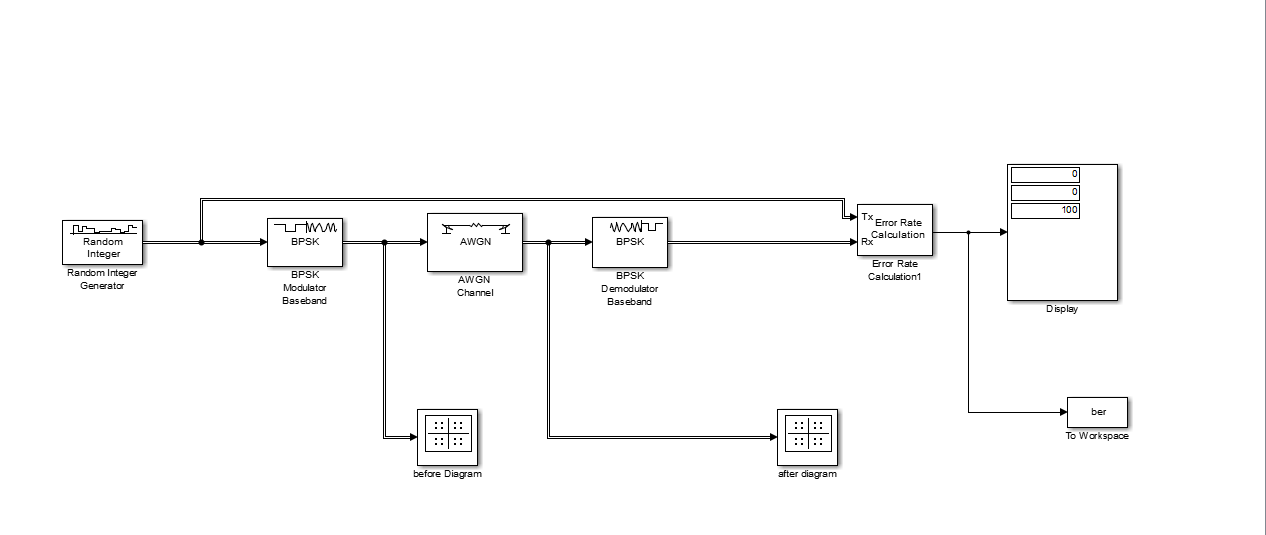 Random
Integer
Random Integer
Generator
BPSK
BPSK
Modulator
Baseband
AWGN
AWGN
Channel
BPSK
BPSK
Demodulator
Baseband
Tx
Rx
Error Rate
Calculation
Error Rate
Calculation1
0
0
100
Display
before Diagram
after diagram
ber
To Workspace